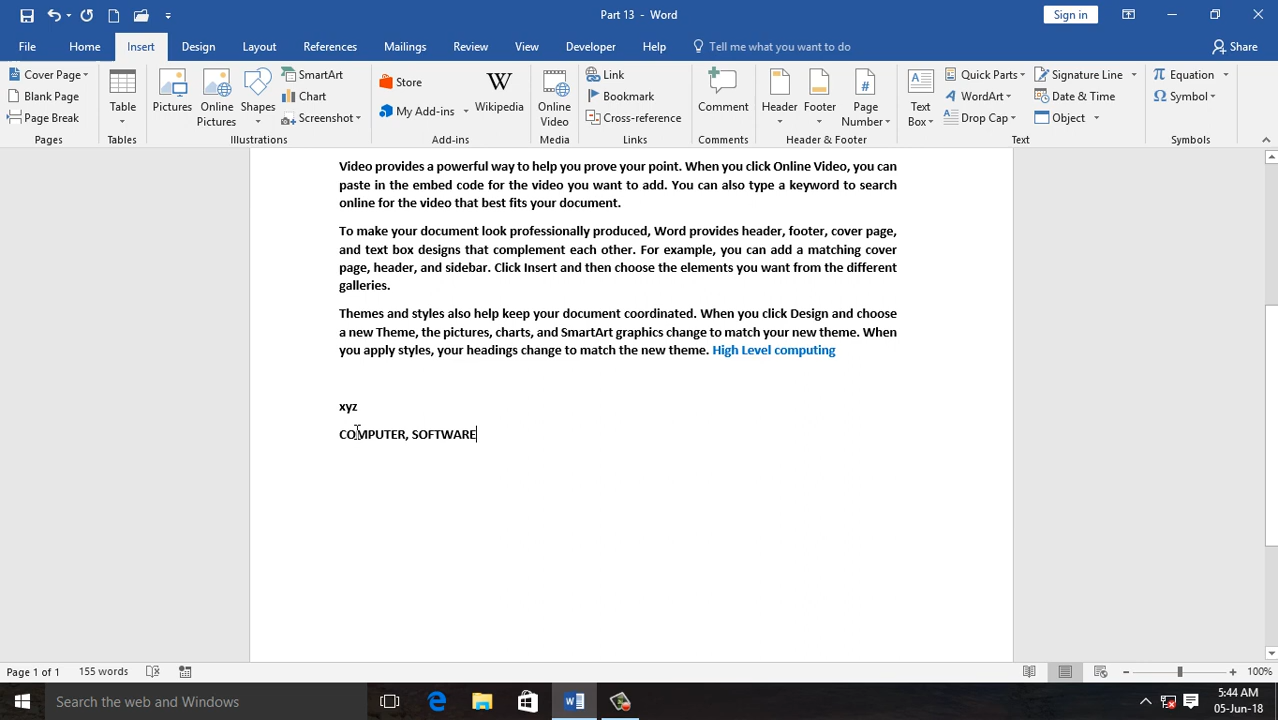 Part 13 - Word
Sign in
File Home Insert Design Layout References Mailings Review View Developer Help Tell me what you want to do Share
Cover Page
Blank Page
Page Break
Pages
Table
Tables
Pictures
Online Pictures
Shapes
SmartArt
Chart
Screenshot
Illustrations
Store
My Add-ins
W
Wikipedia
Add-ins
Online Video
Media
Link
Bookmark
Cross-reference
Links
Comment
Comments
Header
Footer
Page Number
Header & Footer
Text Box
Quick Parts
WordArt
Drop Cap
Signature Line
Date & Time
Object
Text
Equation
Symbol
Symbols
Video provides a powerful way to help you prove your point. When you click Online Video, you can
paste in the embed code for the video you want to add. You can also type a keyword to search
online for the video that best fits your document.
To make your document look professionally produced, Word provides header, footer, cover page,
and text box designs that complement each other. For example, you can add a matching cover
page, header, and sidebar. Click Insert and then choose the elements you want from the different
galleries.
Themes and styles also help keep your document coordinated. When you click Design and choose
a new Theme, the pictures, charts, and SmartArt graphics change to match your new theme. When
you apply styles, your headings change to match the new theme. High Level computing
xyz
COMPUTER, SOFTWARE
Page 1 of 1 155 words 100%
Search the web and Windows
5:44 AM
05-Jun-18